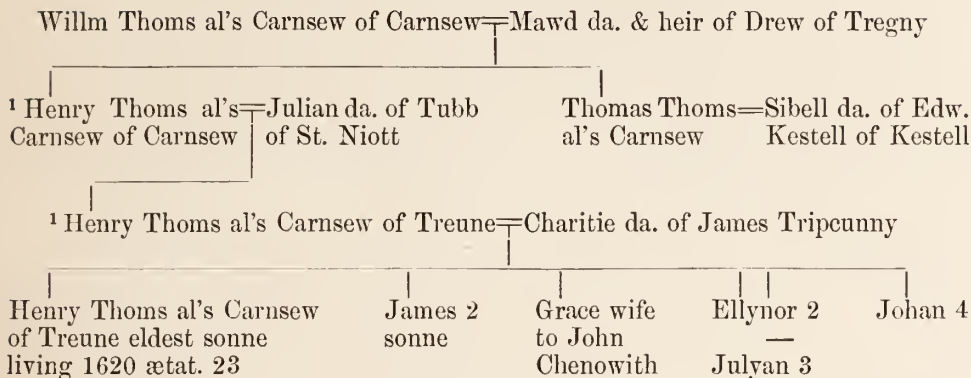 Willm Thoms al's Carnsew of Carnsew=Mawd da. & heir of Drew of Tregny
¹ Henry Thoms al's=Julian da. of Tubb
Carnsew of Carnsew of St. Niott
Thomas Thoms=Sibell da. of Edw.
al's Carnsew Kestell of Kestell
¹ Henry Thoms al's Carnsew of Treune=Charitie da. of James Tripcunny
Henry Thoms al's Carnsew
of Treune eldest sonne
living 1620 ætat. 23
James 2
sonne
Grace wife
to John
Chenowith
Ellynor 2
—
Julyan 3
Johan 4